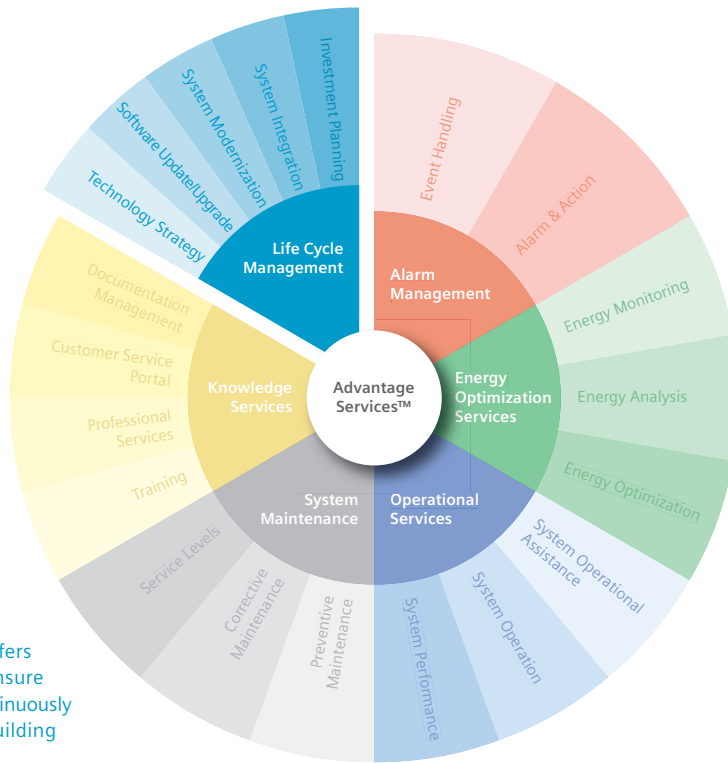 Investment Planning
System Integration
System Modernization
Software Update/Upgrade
Technology Strategy
Life Cycle
Management
Event Handling
Alarm & Action
Alarm
Management
Energy Monitoring
Energy Analysis
Energy Optimization
Energy
Optimization
Services
System Operational
Assistance
System Operation
System Performance
Operational
Services
Preventive
Maintenance
Corrective
Maintenance
Service Levels
System
Maintenance
Training
Professional
Services
Customer Service
Portal
Documentation
Management
Knowledge
Services
Advantage
Services™
fers
nsure
tinuously
uilding